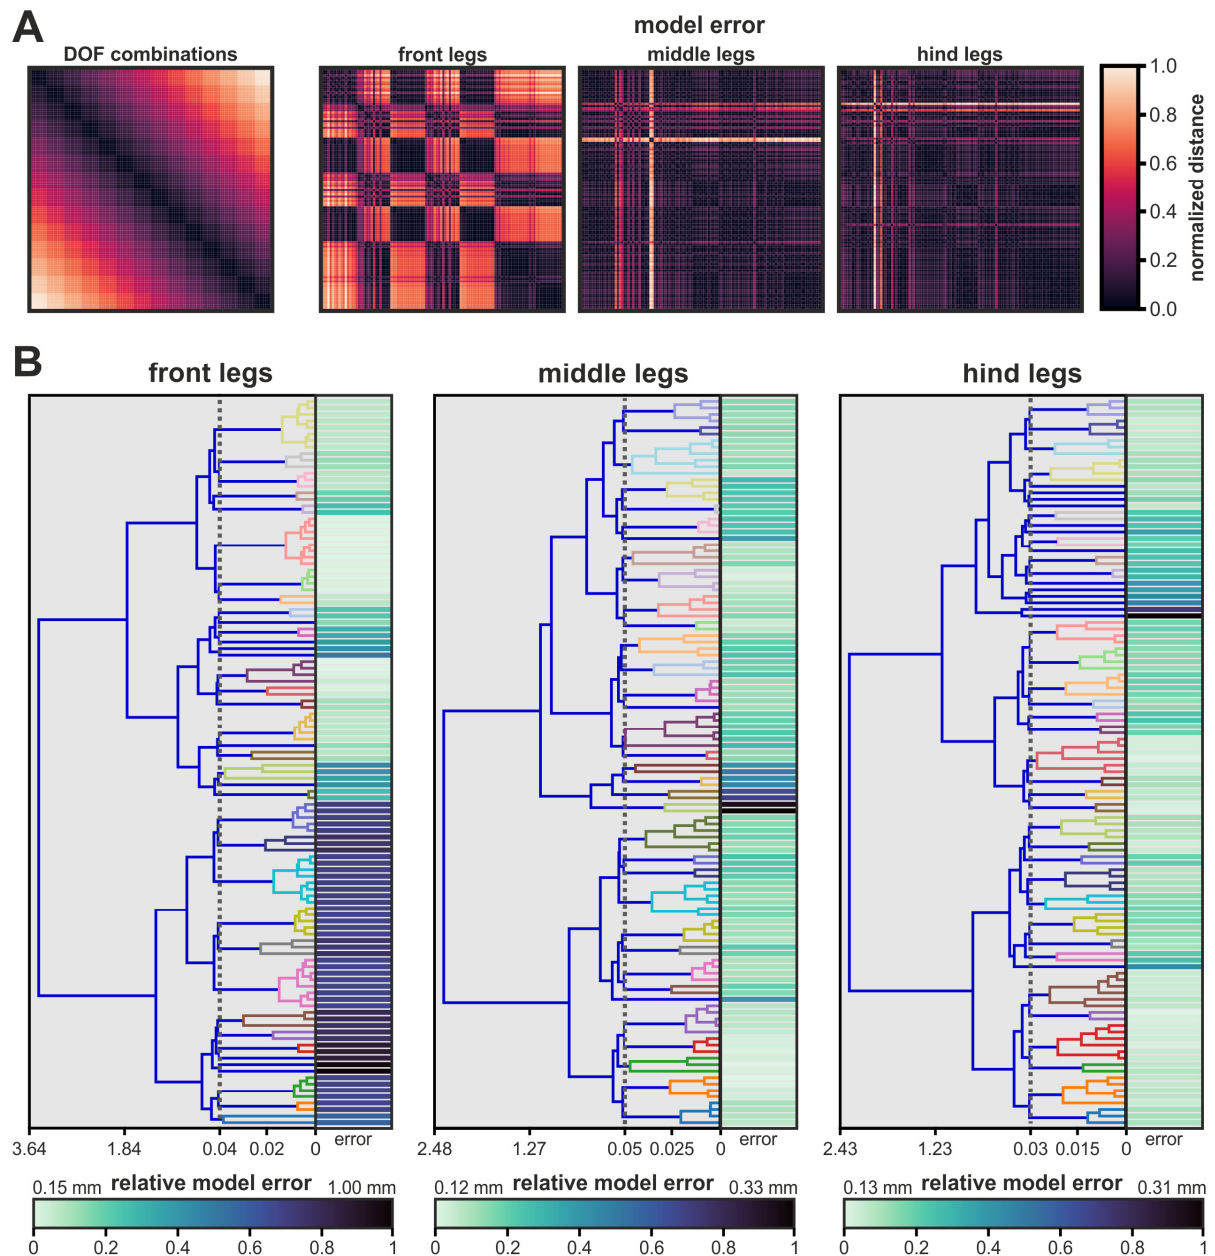 A
model error
DOF combinations
front legs
middle legs
hind legs
1.0
0.8
0.6
0.4
0.2
0.0
normalized distance
B
front legs
middle legs
hind legs
3.64 1.84 0.04 0.02 0 error
2.48 1.27 0.05 0.025 0 error
2.43 1.23 0.03 0.015 0 error
0.15 mm relative model error 1.00 mm
0.12 mm relative model error 0.33 mm
0.13 mm relative model error 0.31 mm
0 0.2 0.4 0.6 0.8 1
0 0.2 0.4 0.6 0.8 1
0 0.2 0.4 0.6 0.8 1